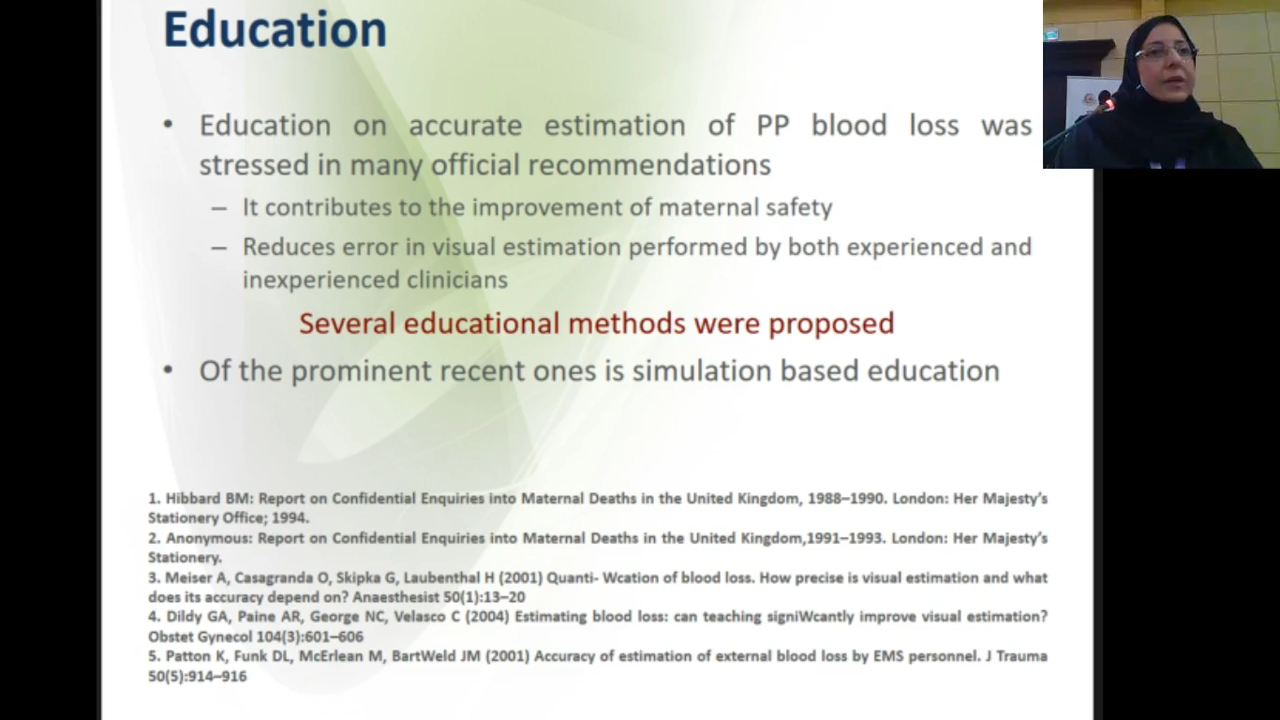 Education
• Education on accurate estimation of PP blood loss was
stressed in many official recommendations
– It contributes to the improvement of maternal safety
– Reduces error in visual estimation performed by both experienced and
inexperienced clinicians
Several educational methods were proposed
• Of the prominent recent ones is simulation based education
1. Hibbard BM: Report on Confidential Enquiries into Maternal Deaths in the United Kingdom, 1988–1990. London: Her Majesty's
Stationery Office; 1994.
2. Anonymous: Report on Confidential Enquiries into Maternal Deaths in the United Kingdom,1991–1993. London: Her Majesty's
Stationery.
3. Meiser A, Casagranda O, Skipka G, Laubenthal H (2001) Quanti- Wcation of blood loss. How precise is visual estimation and what
does its accuracy depend on? Anaesthesist 50(1):13–20
4. Dildy GA, Paine AR, George NC, Velasco C (2004) Estimating blood loss: can teaching signiWcantly improve visual estimation?
Obstet Gynecol 104(3):601–606
5. Patton K, Funk DL, McErlean M, BartWeld JM (2001) Accuracy of estimation of external blood loss by EMS personnel. J Trauma
50(5):914–916